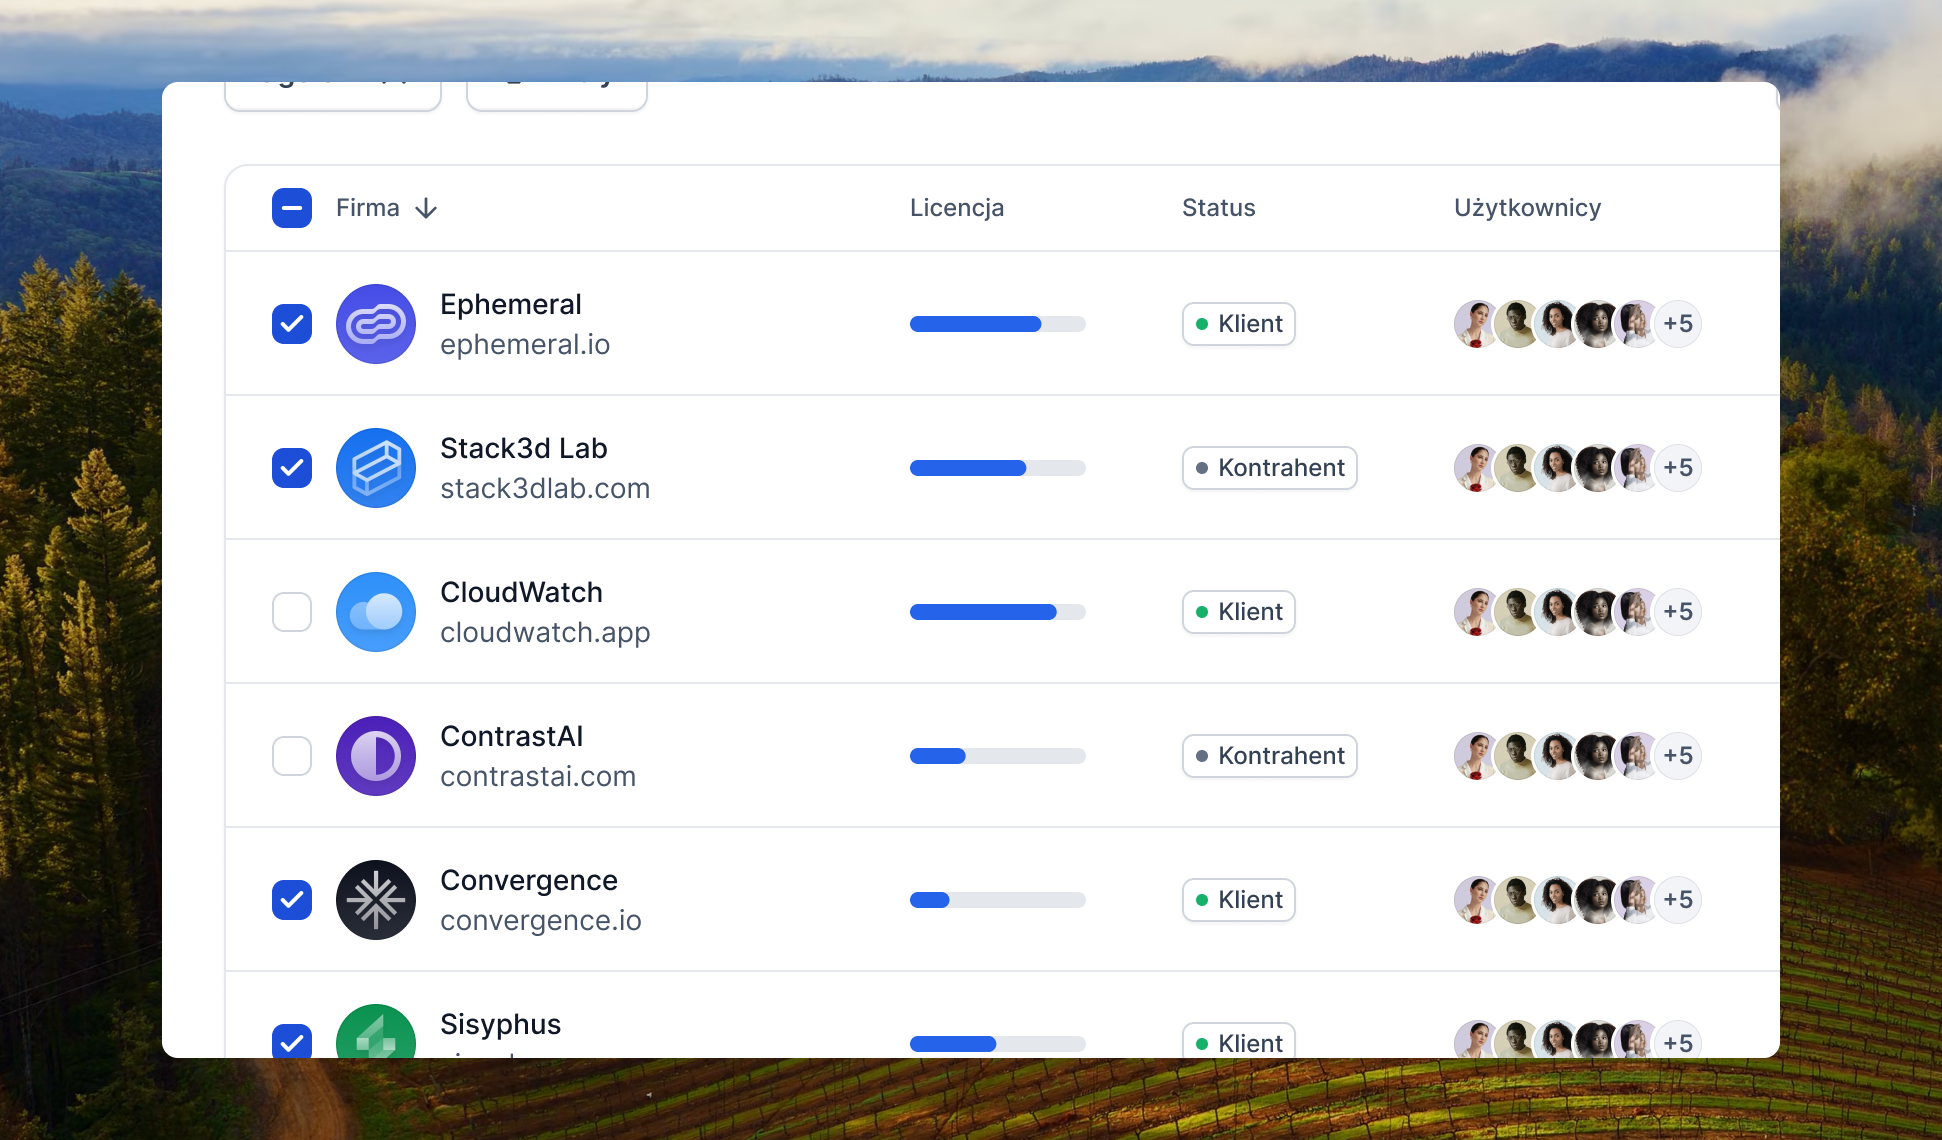 Firma
Licencja
Status
Użytkownicy
Ephemeral
ephemeral.io
Klient
+5
Stack3d Lab
stack3dlab.com
Kontrahent
+5
CloudWatch
cloudwatch.app
Klient
+5
ContrastAI
contrastai.com
Kontrahent
+5
Convergence
convergence.io
Klient
+5
Sisyphus
Klient
+5